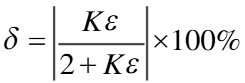 δ = |Kε / (2 + Kε)| × 100%